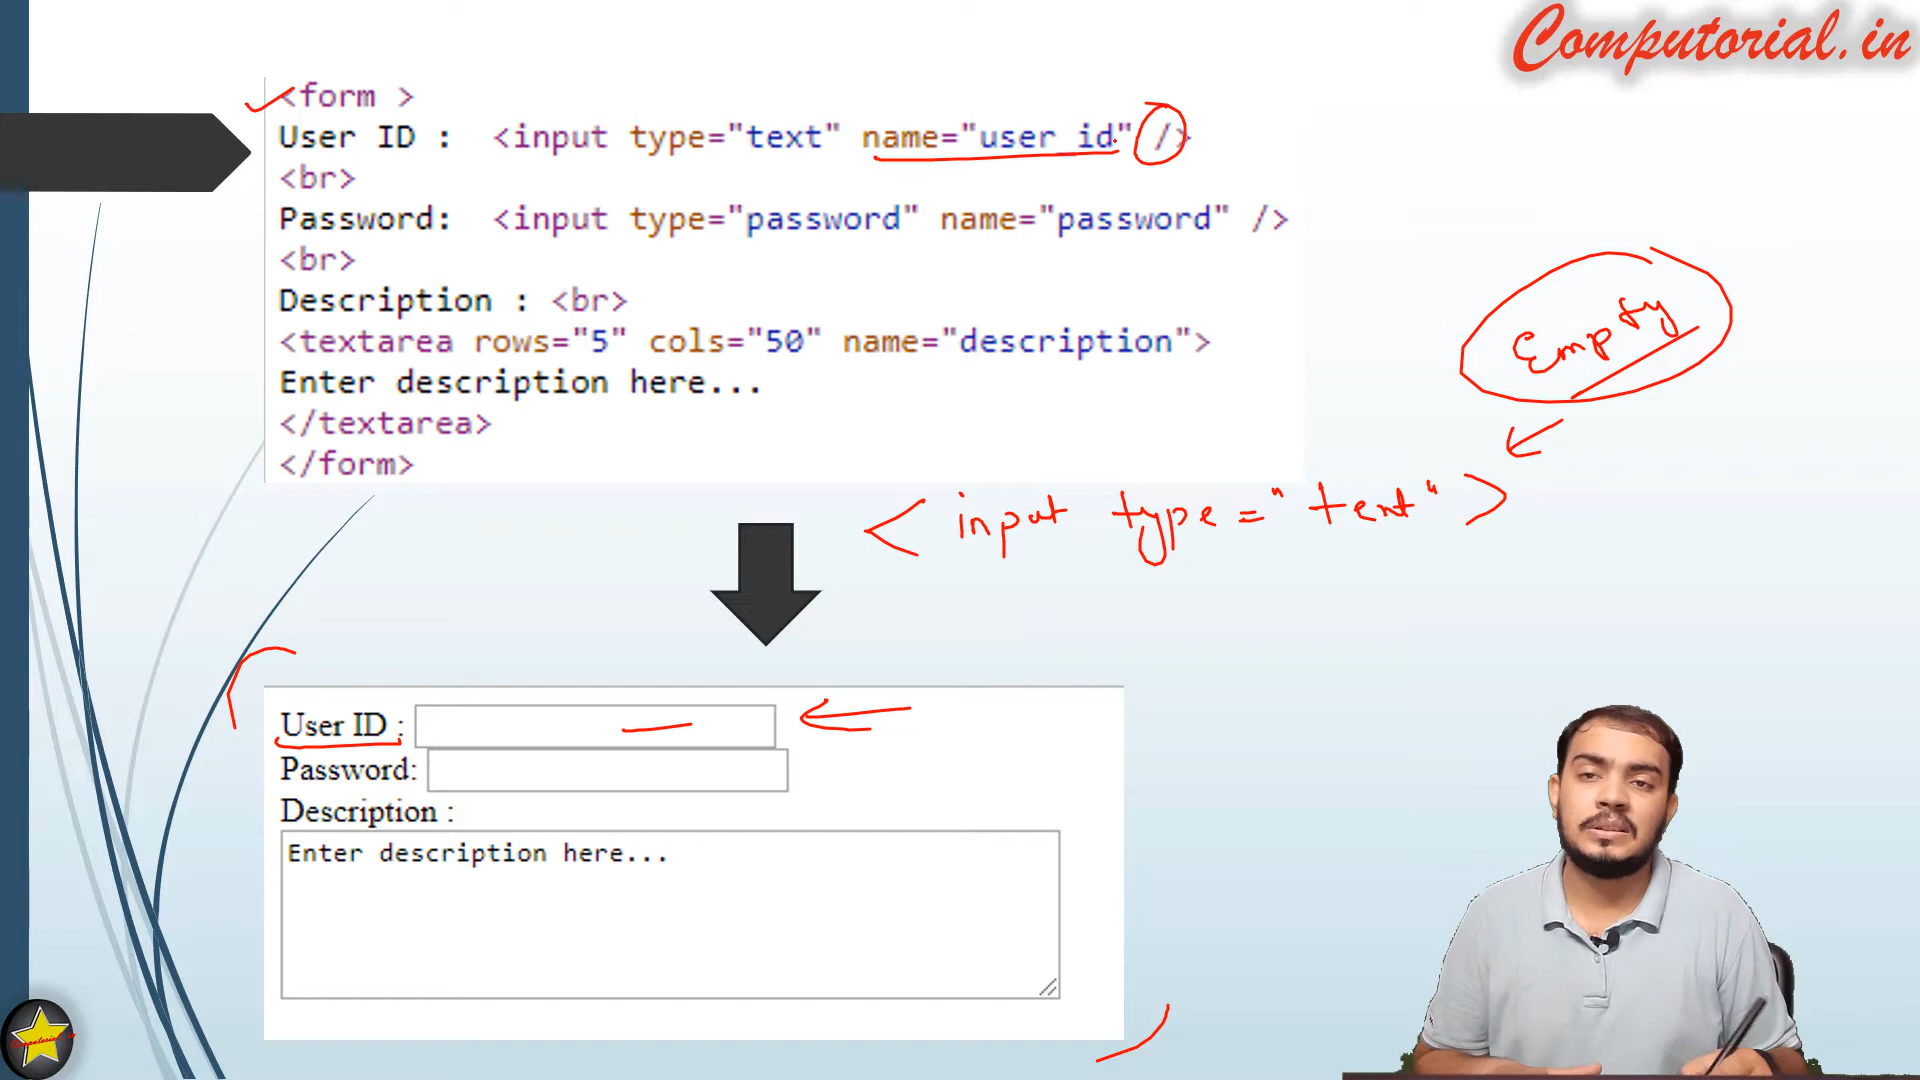 Computorial.in
<form >
User ID :  <input type="text" name="user id" />
<br>
Password:  <input type="password" name="password" />
<br>
Description : <br>
<textarea rows="5" cols="50" name="description">
Enter description here...
</textarea>
</form>
Empty
< input type="text" >
User ID :
Password:
Description :
Enter description here...